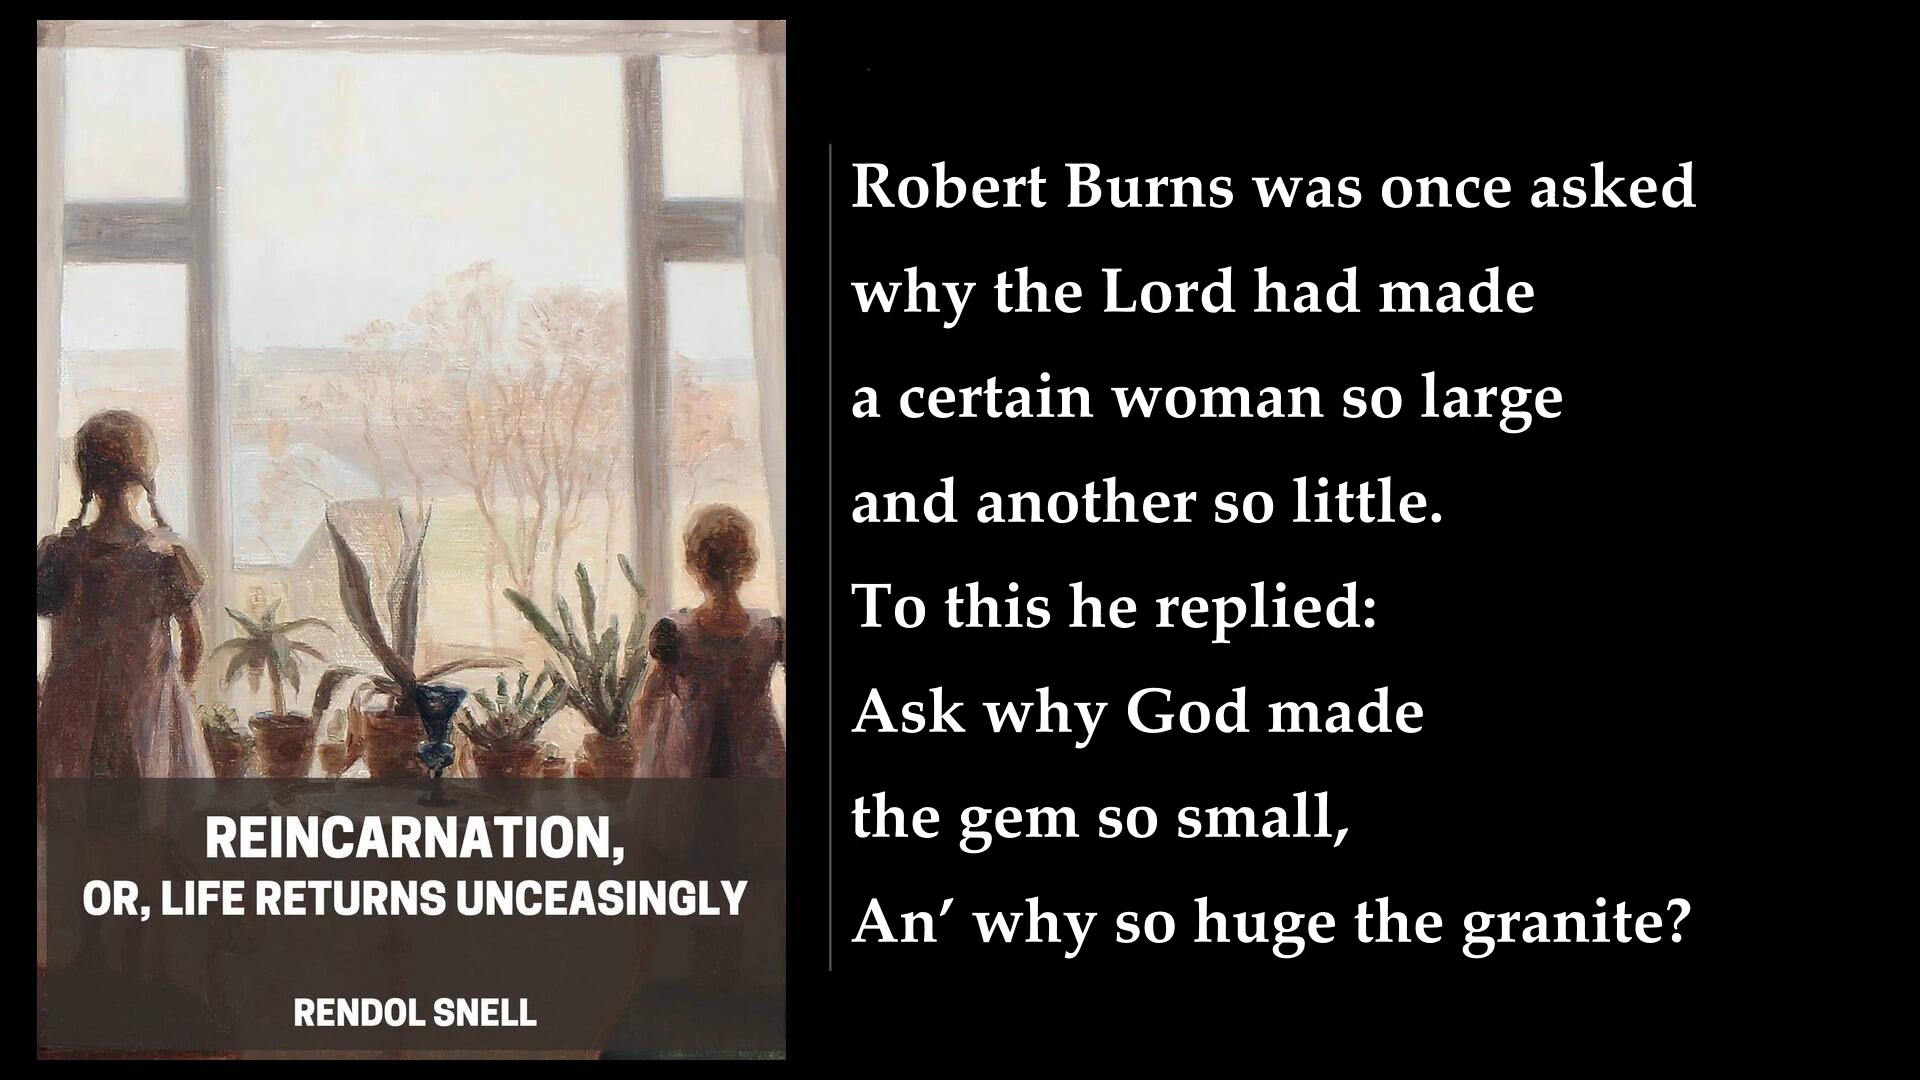 REINCARNATION,
OR, LIFE RETURNS UNCEASINGLY
RENDOL SNELL
Robert Burns was once asked
why the Lord had made
a certain woman so large
and another so little.
To this he replied:
Ask why God made
the gem so small,
An’ why so huge the granite?